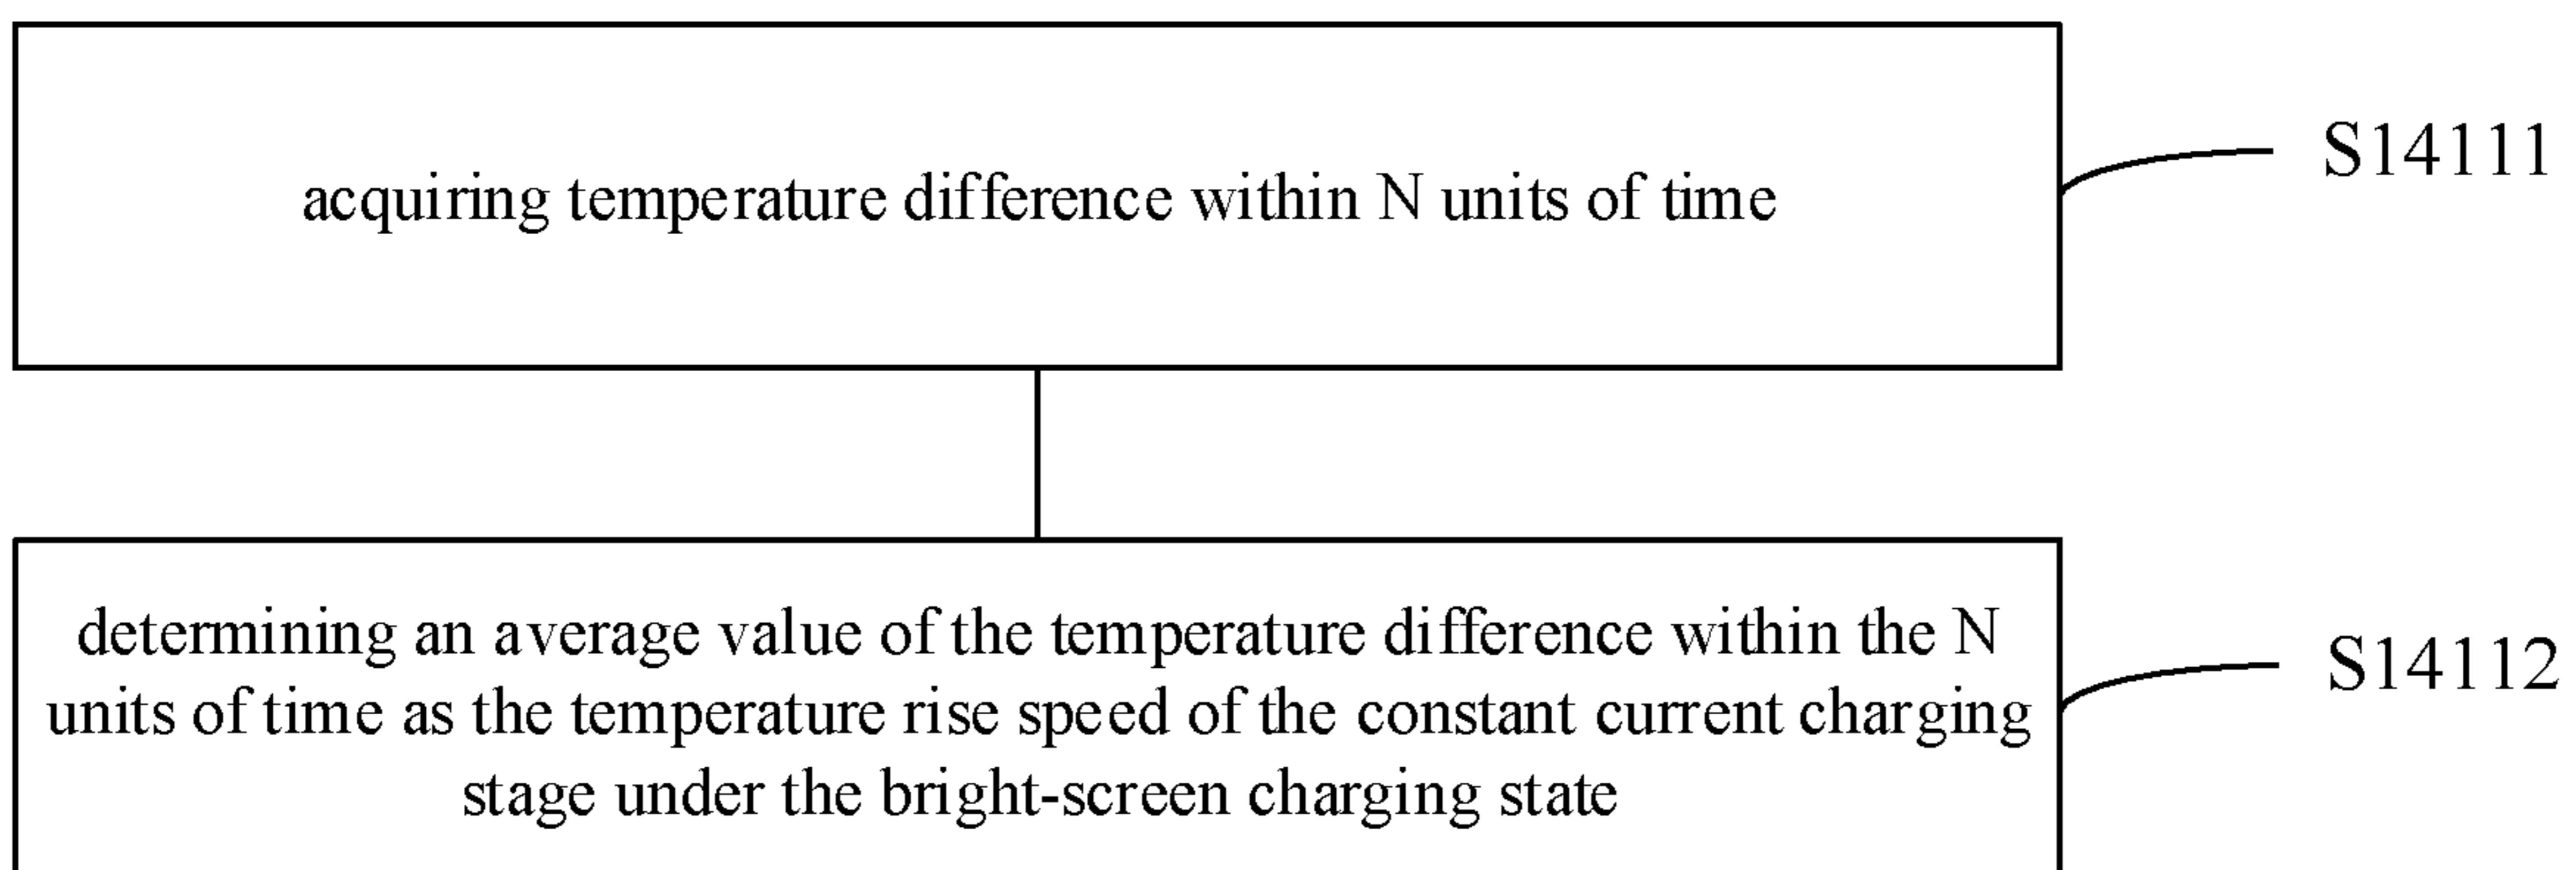 acquiring temperature difference within N units of time
S14111
determining an average value of the temperature difference within the N
units of time as the temperature rise speed of the constant current charging
stage under the bright-screen charging state
S14112